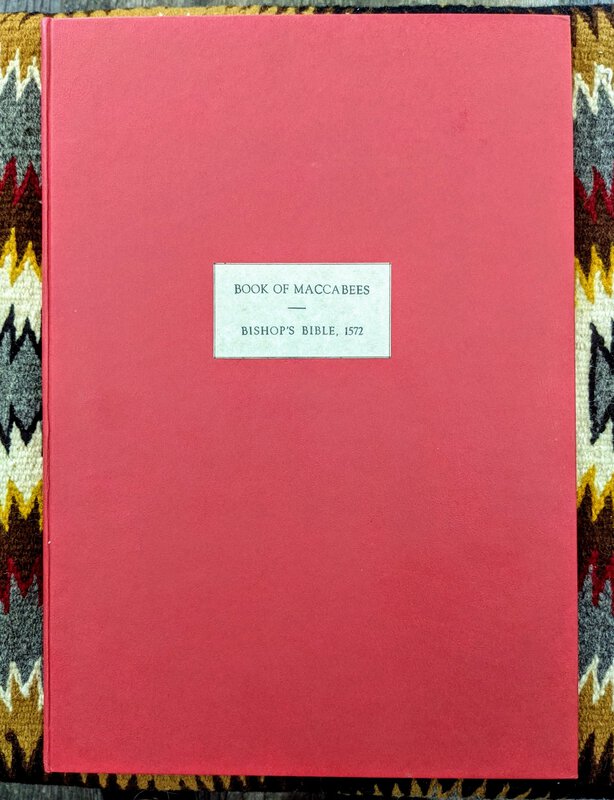 BOOK OF MACCABEES
BISHOP'S BIBLE, 1572